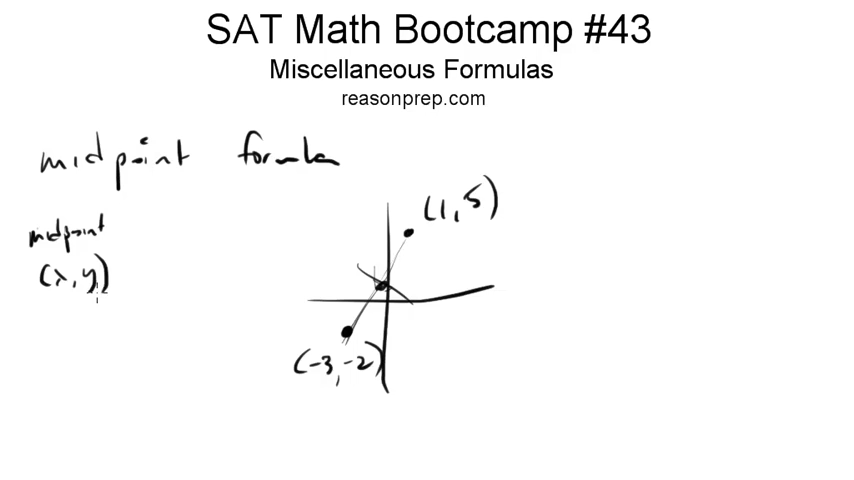 SAT Math Bootcamp #43
Miscellaneous Formulas
reasonprep.com
midpoint formula
(1, 5)
midpoint
(x, y)
(-3, -2)